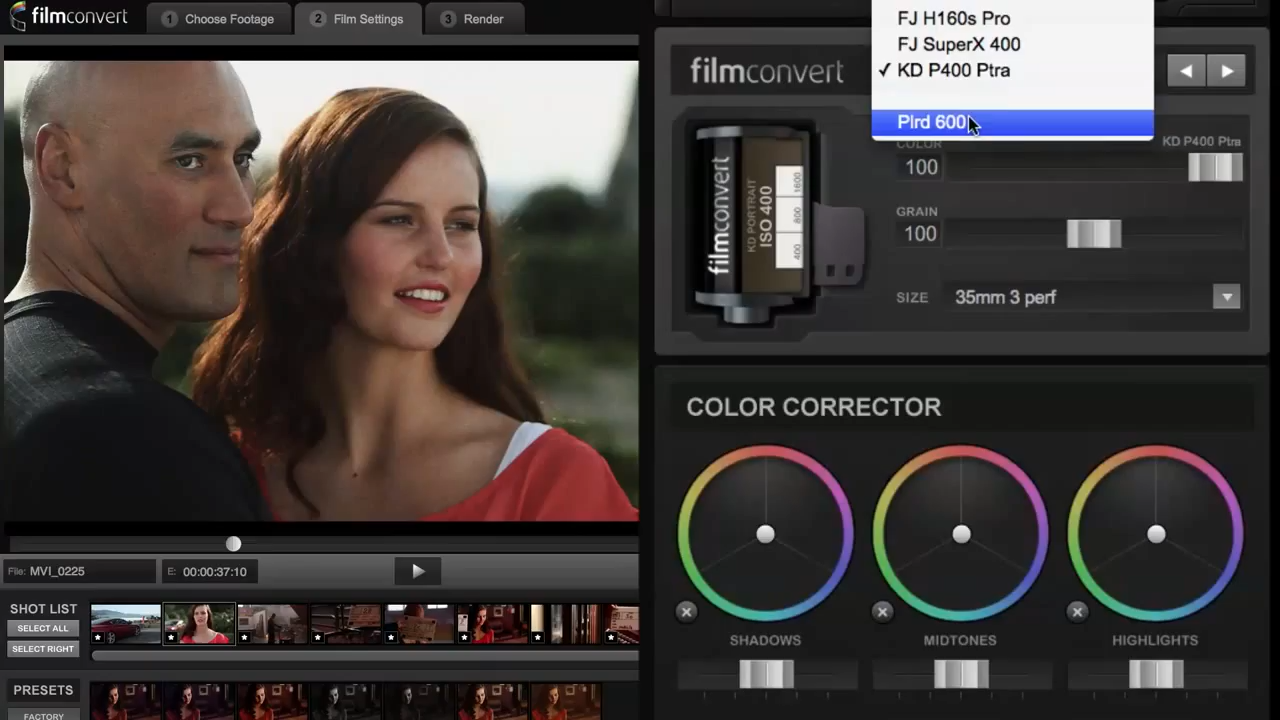 filmconvert
1 Choose Footage
2 Film Settings
3 Render
FJ H160s Pro
FJ SuperX 400
✓ KD P400 Ptra
Plrd 600
filmconvert
COLOR
KD P400 Ptra
100
GRAIN
100
SIZE
35mm 3 perf
filmconvert
KD PORTRAIT
ISO 400
1600
800
400
COLOR CORRECTOR
SHADOWS
MIDTONES
HIGHLIGHTS
File: MVI_0225
E: 00:00:37:10
SHOT LIST
SELECT ALL
SELECT RIGHT
PRESETS
FACTORY